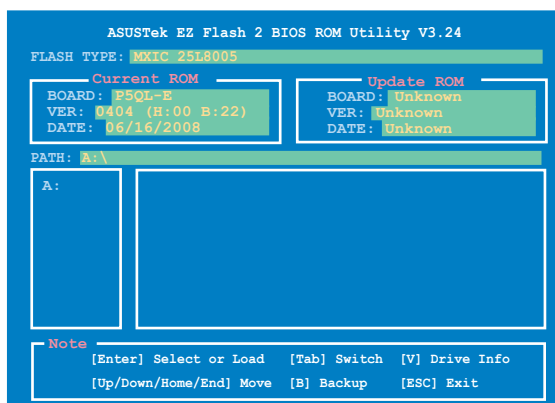 ASUSTek EZ Flash 2 BIOS ROM Utility V3.24
FLASH TYPE: MXIC 25L8005
Current ROM
BOARD: P5QL-E
VER: 0404 (H:00 B:22)
DATE: 06/16/2008
Update ROM
BOARD: Unknown
VER: Unknown
DATE: Unknown
PATH: A:\
A:
Note
[Enter] Select or Load [Tab] Switch [V] Drive Info
[Up/Down/Home/End] Move [B] Backup [ESC] Exit